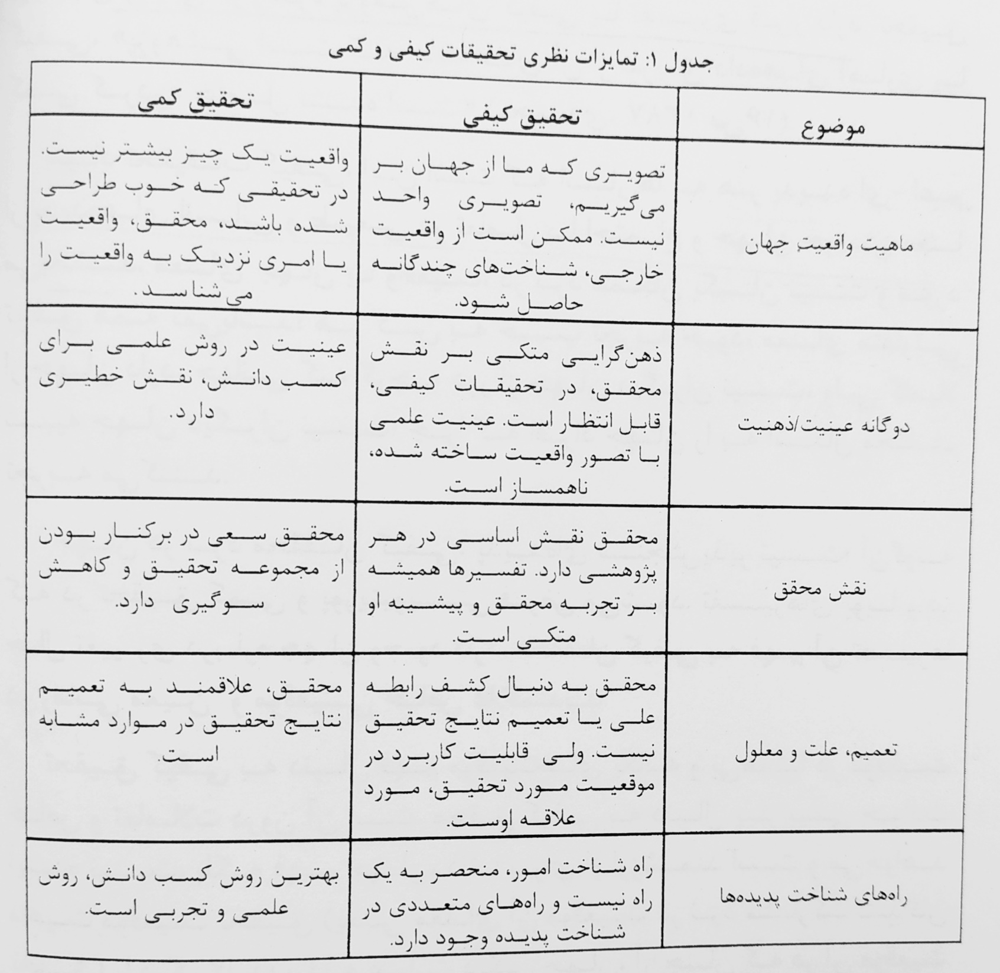 جدول ۱: تمایزات نظری تحقیقات کیفی و کمی
موضوع
تحقیق کیفی
تحقیق کمی
ماهیت واقعیت جهان
تصویری که ما از جهان بر
می‌گیریم، تصویری واحد
نیست. ممکن است از واقعیت
خارجی، شناخت‌های چندگانه
حاصل شود.
واقعیت یک چیز بیشتر نیست.
در تحقیقی که خوب طراحی
شده باشد، محقق، واقعیت
یا امری نزدیک به واقعیت را
می‌شناسد.
دوگانه عینیت/ذهنیت
ذهن‌گرایی متکی بر نقش
محقق، در تحقیقات کیفی،
قابل انتظار است. عینیت علمی
با تصور واقعیت ساخته شده،
ناهمساز است.
عینیت در روش علمی برای
کسب دانش، نقش خطیری
دارد.
نقش محقق
محقق نقش اساسی در هر
پژوهشی دارد. تفسیرها همیشه
بر تجربه محقق و پیشینه او
متکی است.
محقق سعی در برکنار بودن
از مجموعه تحقیق و کاهش
سوگیری دارد.
تعمیم، علت و معلول
محقق به دنبال کشف رابطه
علی یا تعمیم نتایج تحقیق
نیست. ولی قابلیت کاربرد در
موقعیت مورد تحقیق، مورد
علاقه اوست.
محقق، علاقمند به تعمیم
نتایج تحقیق در موارد مشابه
است.
راه‌های شناخت پدیده‌ها
راه شناخت امور، منحصر به یک
راه نیست و راه‌های متعددی در
شناخت پدیده وجود دارد.
بهترین روش کسب دانش، روش
علمی و تجربی است.